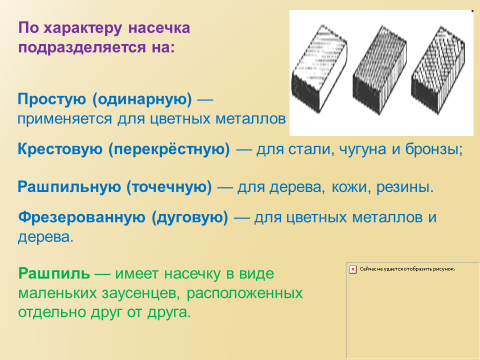 По характеру насечка
подразделяется на:
Простую (одинарную) —
применяется для цветных металлов
Крестовую (перекрёстную) — для стали, чугуна и бронзы;
Рашпильную (точечную) — для дерева, кожи, резины.
Фрезерованную (дуговую) — для цветных металлов и
дерева.
Рашпиль — имеет насечку в виде
маленьких заусенцев, расположенных
отдельно друг от друга.
Сейчас не удается отобразить рисунок.